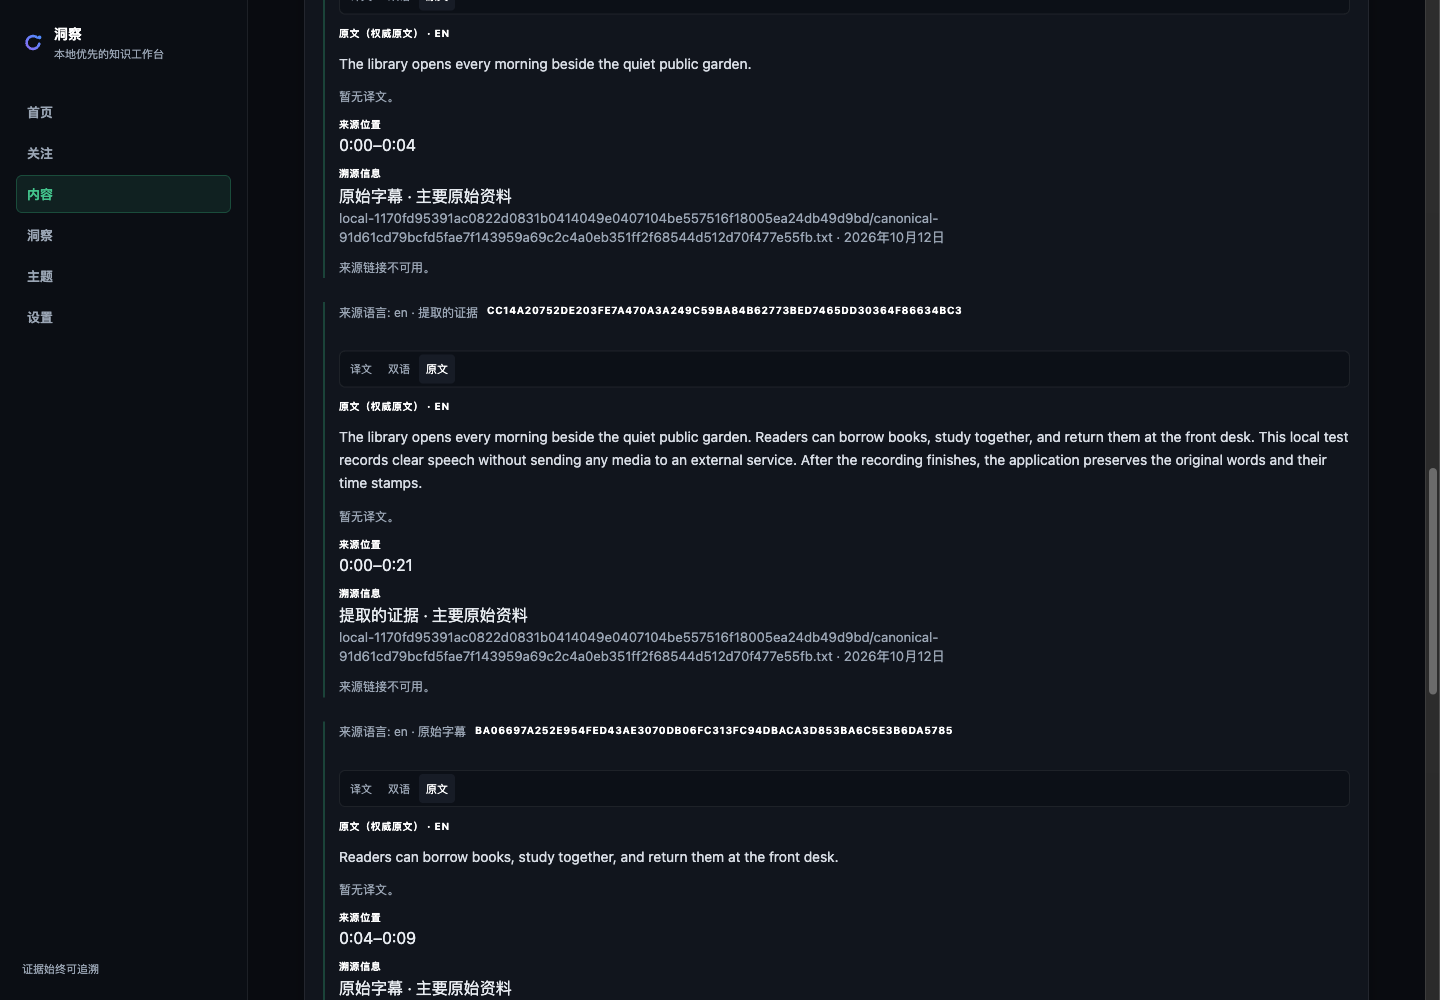 洞察
本地优先的知识工作台
首页
关注
内容
洞察
主题
设置
证据始终可追溯
原文（权威原文） · EN
The library opens every morning beside the quiet public garden.
暂无译文。
来源位置
0:00–0:04
溯源信息
原始字幕 · 主要原始资料
local-1170fd95391ac0822d0831b0414049e0407104be557516f18005ea24db49d9bd/canonical-
91d61cd79bcfd5fae7f143959a69c2c4a0eb351ff2f68544d512d70f477e55fb.txt · 2026年10月12日
来源链接不可用。
来源语言: en · 提取的证据 CC14A20752DE203FE7A470A3A249C59BA84B62773BED7465DD30364F86634BC3
译文 双语 原文
原文（权威原文） · EN
The library opens every morning beside the quiet public garden. Readers can borrow books, study together, and return them at the front desk. This local test
records clear speech without sending any media to an external service. After the recording finishes, the application preserves the original words and their
time stamps.
暂无译文。
来源位置
0:00–0:21
溯源信息
提取的证据 · 主要原始资料
local-1170fd95391ac0822d0831b0414049e0407104be557516f18005ea24db49d9bd/canonical-
91d61cd79bcfd5fae7f143959a69c2c4a0eb351ff2f68544d512d70f477e55fb.txt · 2026年10月12日
来源链接不可用。
来源语言: en · 原始字幕 BA06697A252E954FED43AE3070DB06FC313FC94DBACA3D853BA6C5E3B6DA5785
译文 双语 原文
原文（权威原文） · EN
Readers can borrow books, study together, and return them at the front desk.
暂无译文。
来源位置
0:04–0:09
溯源信息
原始字幕 · 主要原始资料